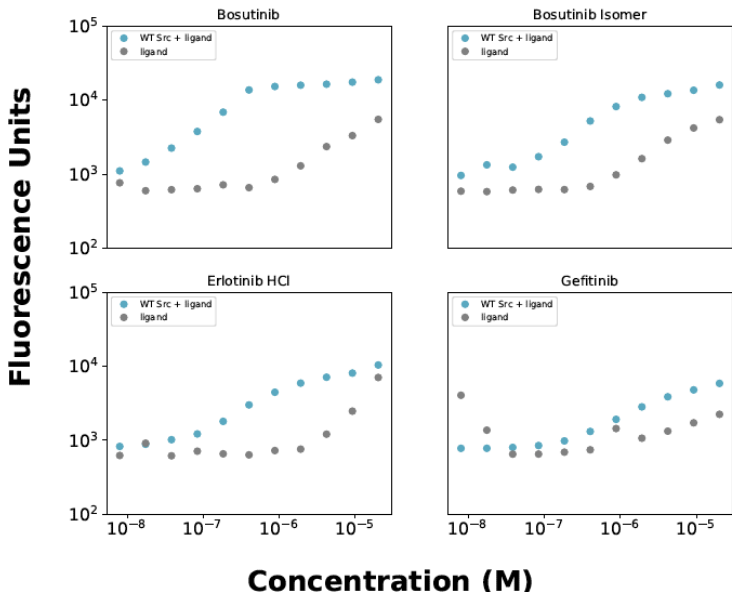 Bosutinib
Bosutinib Isomer
10^5
10^4
10^3
10^2
WT Src + ligand
ligand
WT Src + ligand
ligand
Erlotinib HCl
Gefitinib
10^5
10^4
10^3
10^2
WT Src + ligand
ligand
WT Src + ligand
ligand
10^−8 10^−7 10^−6 10^−5
10^−8 10^−7 10^−6 10^−5
Fluorescence Units
Concentration (M)